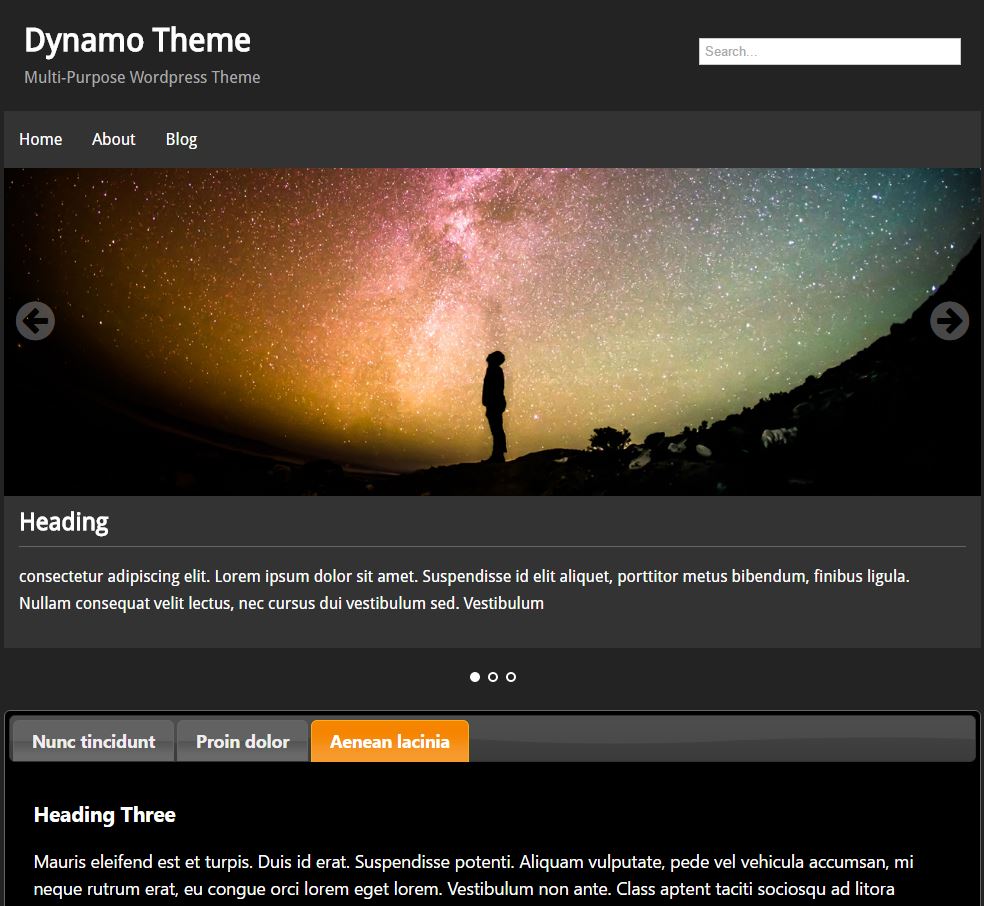 Dynamo Theme
Multi-Purpose Wordpress Theme
Search...
Home About Blog
Heading
consectetur adipiscing elit. Lorem ipsum dolor sit amet. Suspendisse id elit aliquet, porttitor metus bibendum, finibus ligula.
Nullam consequat velit lectus, nec cursus dui vestibulum sed. Vestibulum
Nunc tincidunt Proin dolor Aenean lacinia
Heading Three
Mauris eleifend est et turpis. Duis id erat. Suspendisse potenti. Aliquam vulputate, pede vel vehicula accumsan, mi
neque rutrum erat, eu congue orci lorem eget lorem. Vestibulum non ante. Class aptent taciti sociosqu ad litora